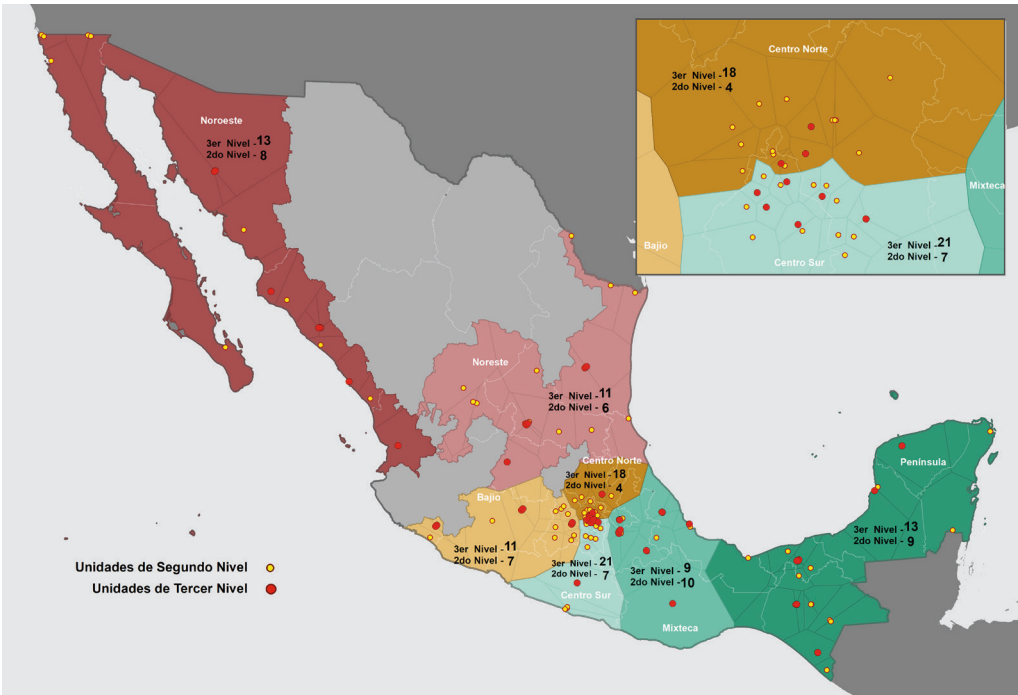 Centro Norte
3er Nivel -18
2do Nivel - 4
Mixteca
Bajio
3er Nivel -21
2do Nivel - 7
Centro Sur
Noroeste
3er Nivel -13
2do Nivel - 8
Noreste
3er Nivel -11
2do Nivel - 6
Centro Norte
3er Nivel -18
2do Nivel - 4
Península
Bajio
3er Nivel -13
2do Nivel - 9
3er Nivel -11
2do Nivel - 7
3er Nivel -21
2do Nivel - 7
3er Nivel - 9
2do Nivel -10
Unidades de Segundo Nivel
Unidades de Tercer Nivel
Centro Sur
Mixteca